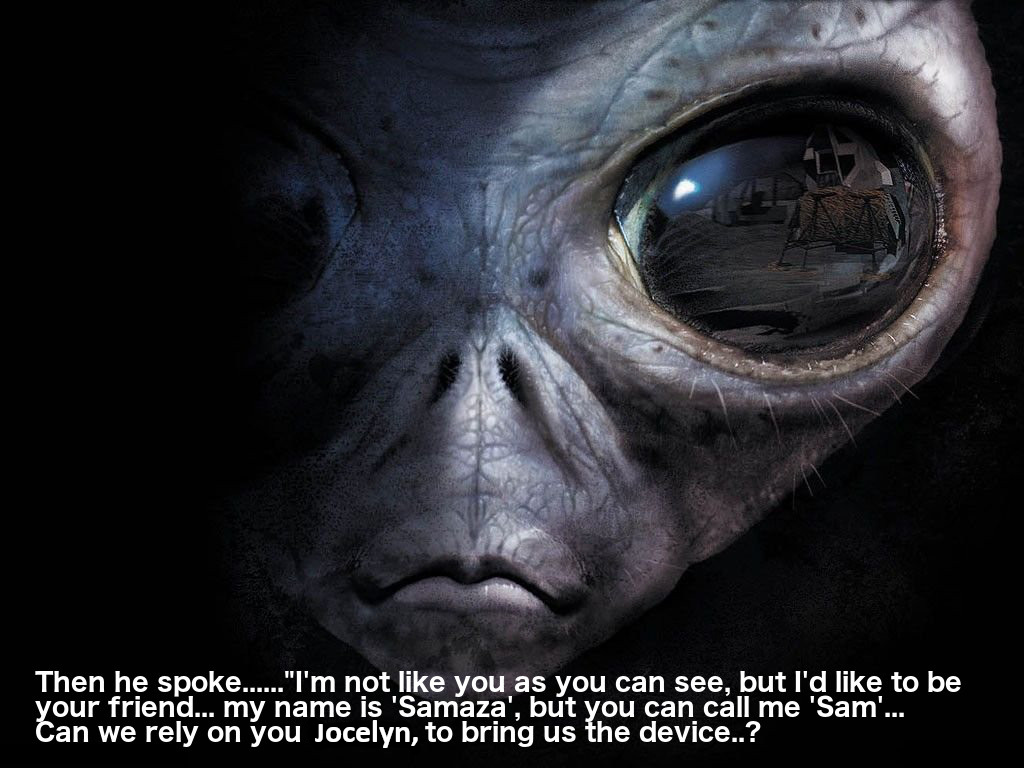 Then he spoke......"I'm not like you as you can see, but I'd like to be
your friend... my name is 'Samaza', but you can call me 'Sam'...
Can we rely on you Jocelyn, to bring us the device..?